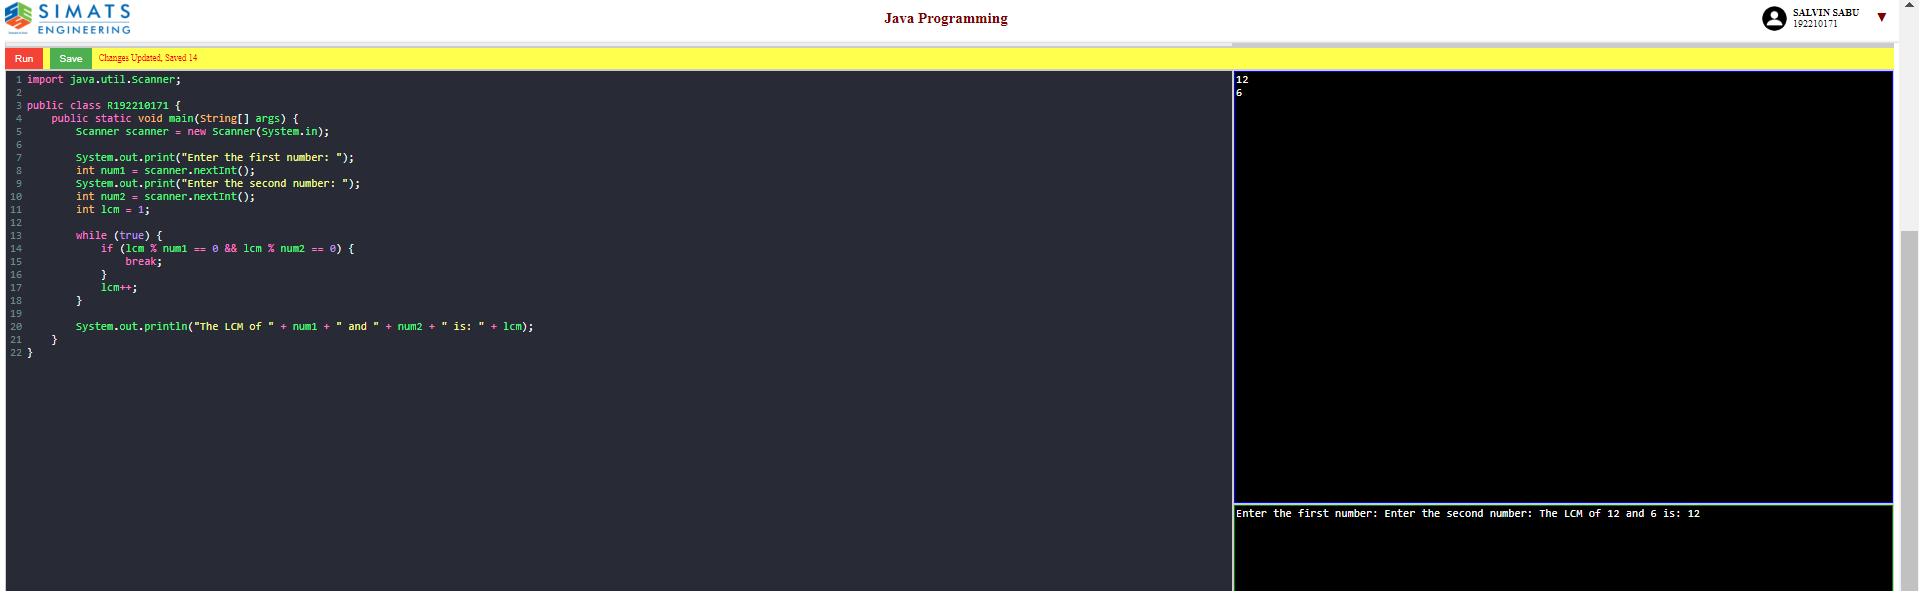 SIMATS
ENGINEERING
Java Programming
SALVIN SABU
192210171
▼
Run Save Changes Updated, Saved 14
1 import java.util.Scanner;
2
3 public class R192210171 {
4     public static void main(String[] args) {
5         Scanner scanner = new Scanner(System.in);
6
7         System.out.print("Enter the first number: ");
8         int num1 = scanner.nextInt();
9         System.out.print("Enter the second number: ");
10         int num2 = scanner.nextInt();
11         int lcm = 1;
12
13         while (true) {
14             if (lcm % num1 == 0 && lcm % num2 == 0) {
15                 break;
16             }
17             lcm++;
18         }
19
20         System.out.println("The LCM of " + num1 + " and " + num2 + " is: " + lcm);
21     }
22 }
12
6
Enter the first number: Enter the second number: The LCM of 12 and 6 is: 12